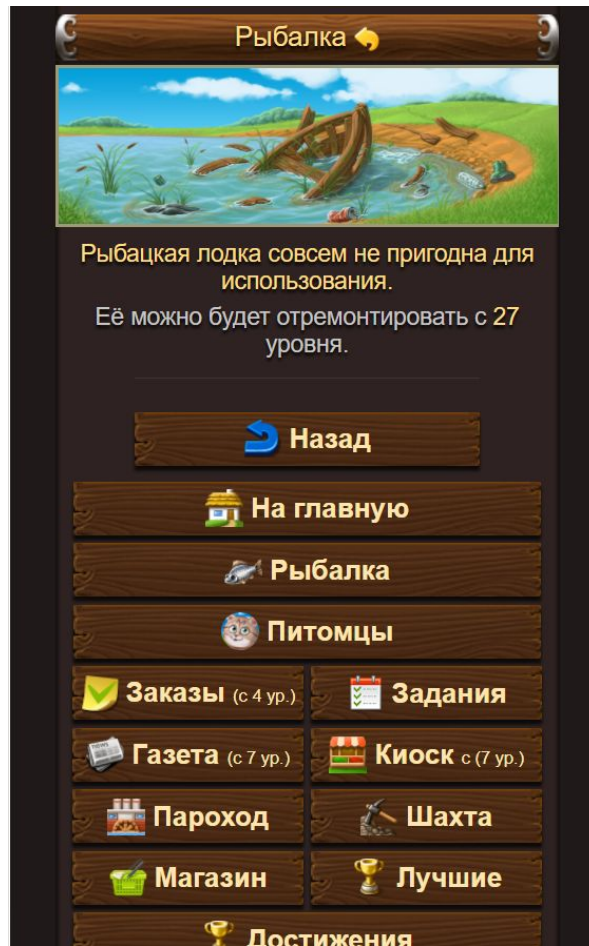 Рыбалка
Рыбацкая лодка совсем не пригодна для
использования.
Её можно будет отремонтировать с 27
уровня.
Назад
На главную
Рыбалка
Питомцы
Заказы (с 4 ур.)
Задания
Газета (с 7 ур.)
Киоск с (7 ур.)
Пароход
Шахта
Магазин
Лучшие
Достижения